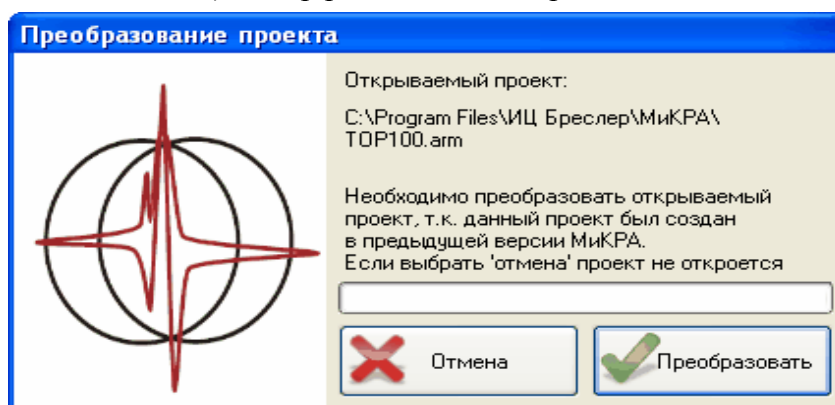 Преобразование проекта
Открываемый проект:
C:\Program Files\ИЦ Бреслер\МиКРА\
TOP100.arm
Необходимо преобразовать открываемый
проект, т.к. данный проект был создан
в предыдущей версии МиКРА.
Если выбрать 'отмена' проект не откроется
Отмена
Преобразовать